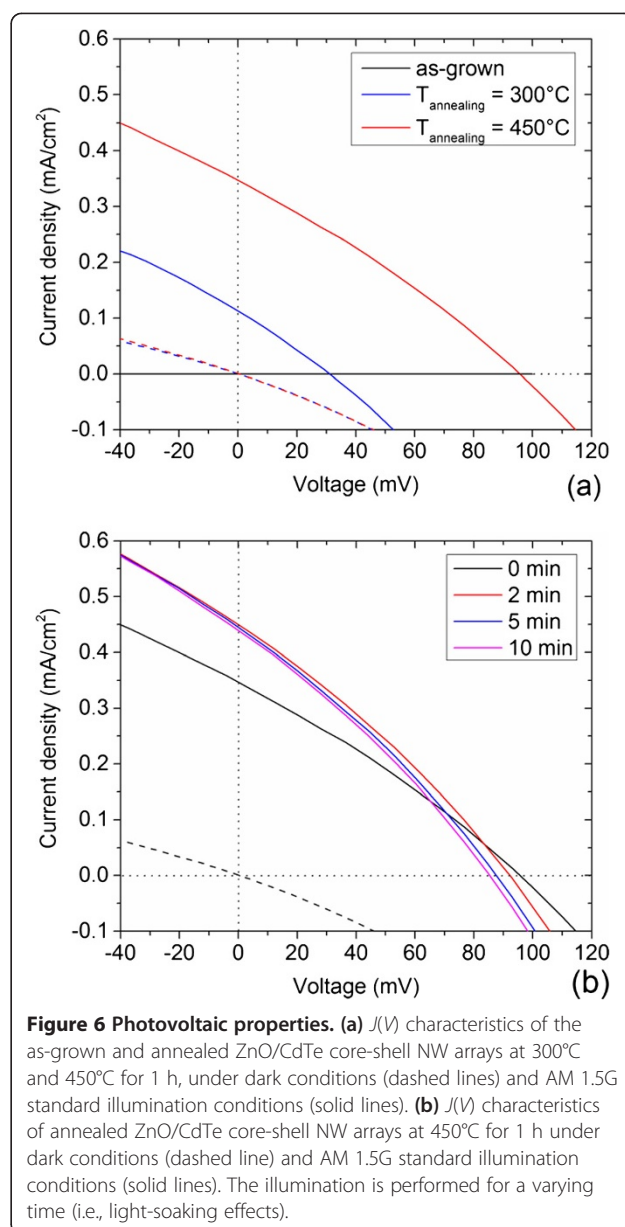 0.6
0.5
0.4
0.3
0.2
0.1
0.0
-0.1
Current density (mA/cm²)
as-grown
T annealing = 300°C
T annealing = 450°C
-40 -20 0 20 40 60 80 100 120
Voltage (mV)
(a)
0.6
0.5
0.4
0.3
0.2
0.1
0.0
-0.1
Current density (mA/cm²)
0 min
2 min
5 min
10 min
-40 -20 0 20 40 60 80 100 120
Voltage (mV)
(b)
Figure 6 Photovoltaic properties. (a) J(V) characteristics of the
as-grown and annealed ZnO/CdTe core-shell NW arrays at 300°C
and 450°C for 1 h, under dark conditions (dashed lines) and AM 1.5G
standard illumination conditions (solid lines). (b) J(V) characteristics
of annealed ZnO/CdTe core-shell NW arrays at 450°C for 1 h under
dark conditions (dashed line) and AM 1.5G standard illumination
conditions (solid lines). The illumination is performed for a varying
time (i.e., light-soaking effects).